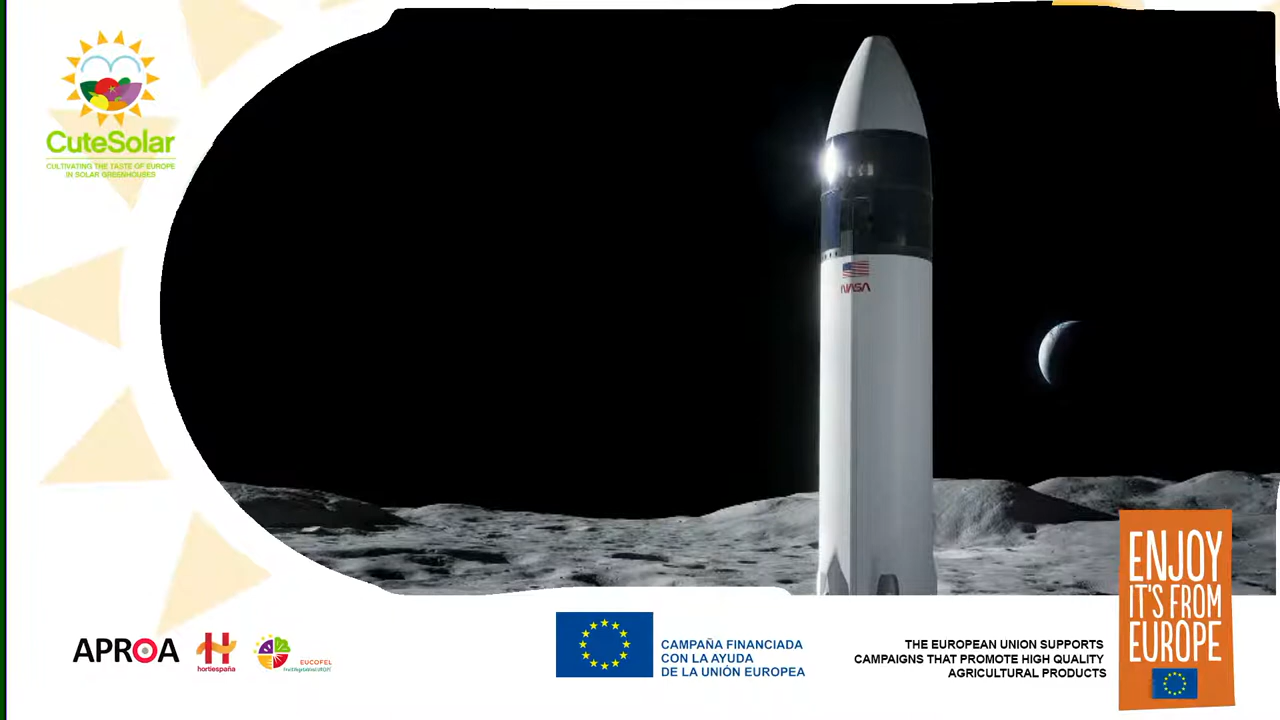 CuteSolar
CULTIVATING THE TASTE OF EUROPE
IN SOLAR GREENHOUSES
NASA
ENJOY
IT'S FROM
EUROPE
APROA
hortiespaña
EUCOFEL
CAMPAÑA FINANCIADA
CON LA AYUDA
DE LA UNIÓN EUROPEA
THE EUROPEAN UNION SUPPORTS
CAMPAIGNS THAT PROMOTE HIGH QUALITY
AGRICULTURAL PRODUCTS